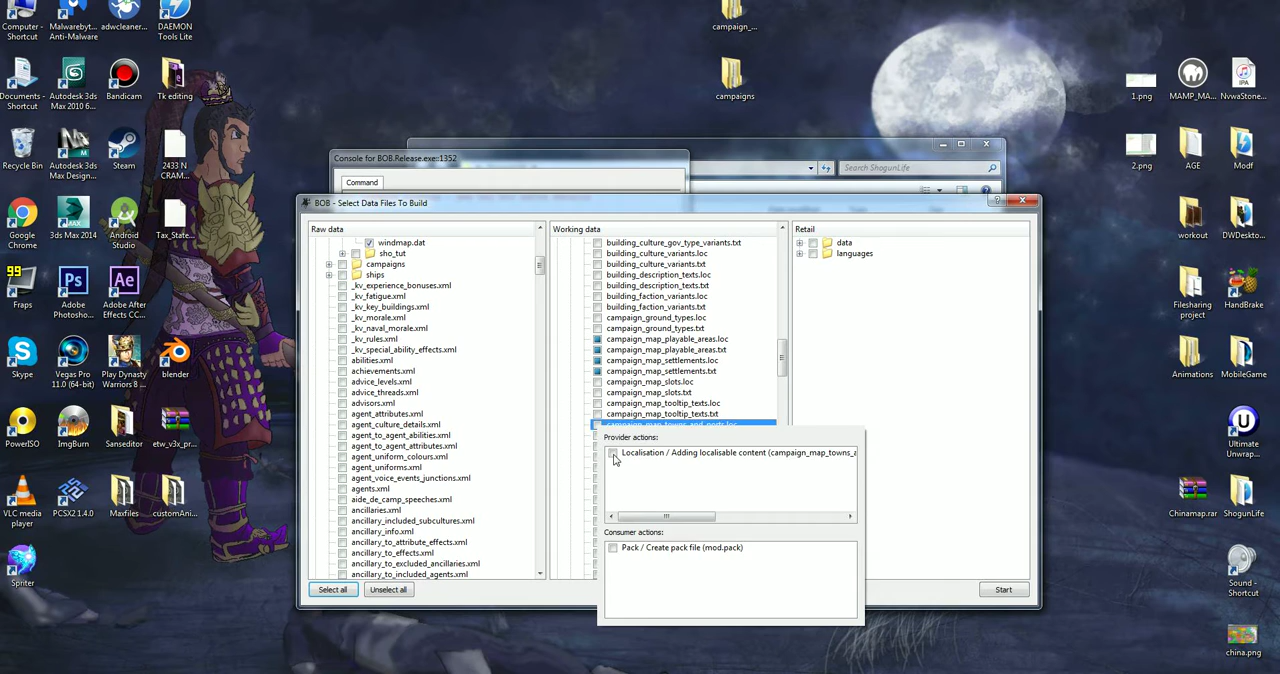 Computer - Shortcut
Malwarebyt... Anti-Malware
adwcleaner...
DAEMON Tools Lite
campaign_...
Documents - Shortcut
Autodesk 3ds Max 2010 6...
Bandicam
Tk editing
campaigns
1.png
MAMP_MA...
NvwaStone...
Recycle Bin
Autodesk 3ds Max Design...
Steam
2433 N CRAM...
2.png
AGE
Modf
Google Chrome
3ds Max 2014
Android Studio
Tax_State...
workout
DWDeskto...
99
Fraps
Adobe Photosho...
Adobe After Effects CC...
Filesharing project
HandBrake
Skype
Vegas Pro 11.0 (64-bit)
Play Dynasty Warriors 8 ...
blender
Animations
MobileGame
PowerISO
ImgBurn
Sanseditor
etw_v3x_pr...
Ultimate Unwrap...
VLC media player
PCSX2 1.4.0
Maxfiles
customAni...
Chinamap.rar
ShogunLife
Spriter
Sound - Shortcut
china.png
Console for BOB.Release.exe::1352
Command
Search ShogunLife
BOB - Select Data Files To Build
Raw data
windmap.dat
sho_tut
campaigns
ships
_kv_experience_bonuses.xml
_kv_fatigue.xml
_kv_key_buildings.xml
_kv_morale.xml
_kv_naval_morale.xml
_kv_rules.xml
_kv_special_ability_effects.xml
abilities.xml
achievements.xml
advice_levels.xml
advice_threads.xml
advisors.xml
agent_attributes.xml
agent_culture_details.xml
agent_to_agent_abilities.xml
agent_to_agent_attributes.xml
agent_uniform_colours.xml
agent_uniforms.xml
agent_voice_events_junctions.xml
agents.xml
aide_de_camp_speeches.xml
ancillaries.xml
ancillary_included_subcultures.xml
ancillary_info.xml
ancillary_to_attribute_effects.xml
ancillary_to_effects.xml
ancillary_to_excluded_ancillaries.xml
ancillary_to_included_agents.xml
Select all
Unselect all
Working data
building_culture_gov_type_variants.txt
building_culture_variants.loc
building_culture_variants.txt
building_description_texts.loc
building_description_texts.txt
building_faction_variants.loc
building_faction_variants.txt
campaign_ground_types.loc
campaign_ground_types.txt
campaign_map_playable_areas.loc
campaign_map_playable_areas.txt
campaign_map_settlements.loc
campaign_map_settlements.txt
campaign_map_slots.loc
campaign_map_slots.txt
campaign_map_tooltip_texts.loc
campaign_map_tooltip_texts.txt
campaign_map_towns_and_ports.loc
Provider actions:
Localisation / Adding localisable content (campaign_map_towns_a
Consumer actions:
Pack / Create pack file (mod.pack)
Retail
data
languages
Start